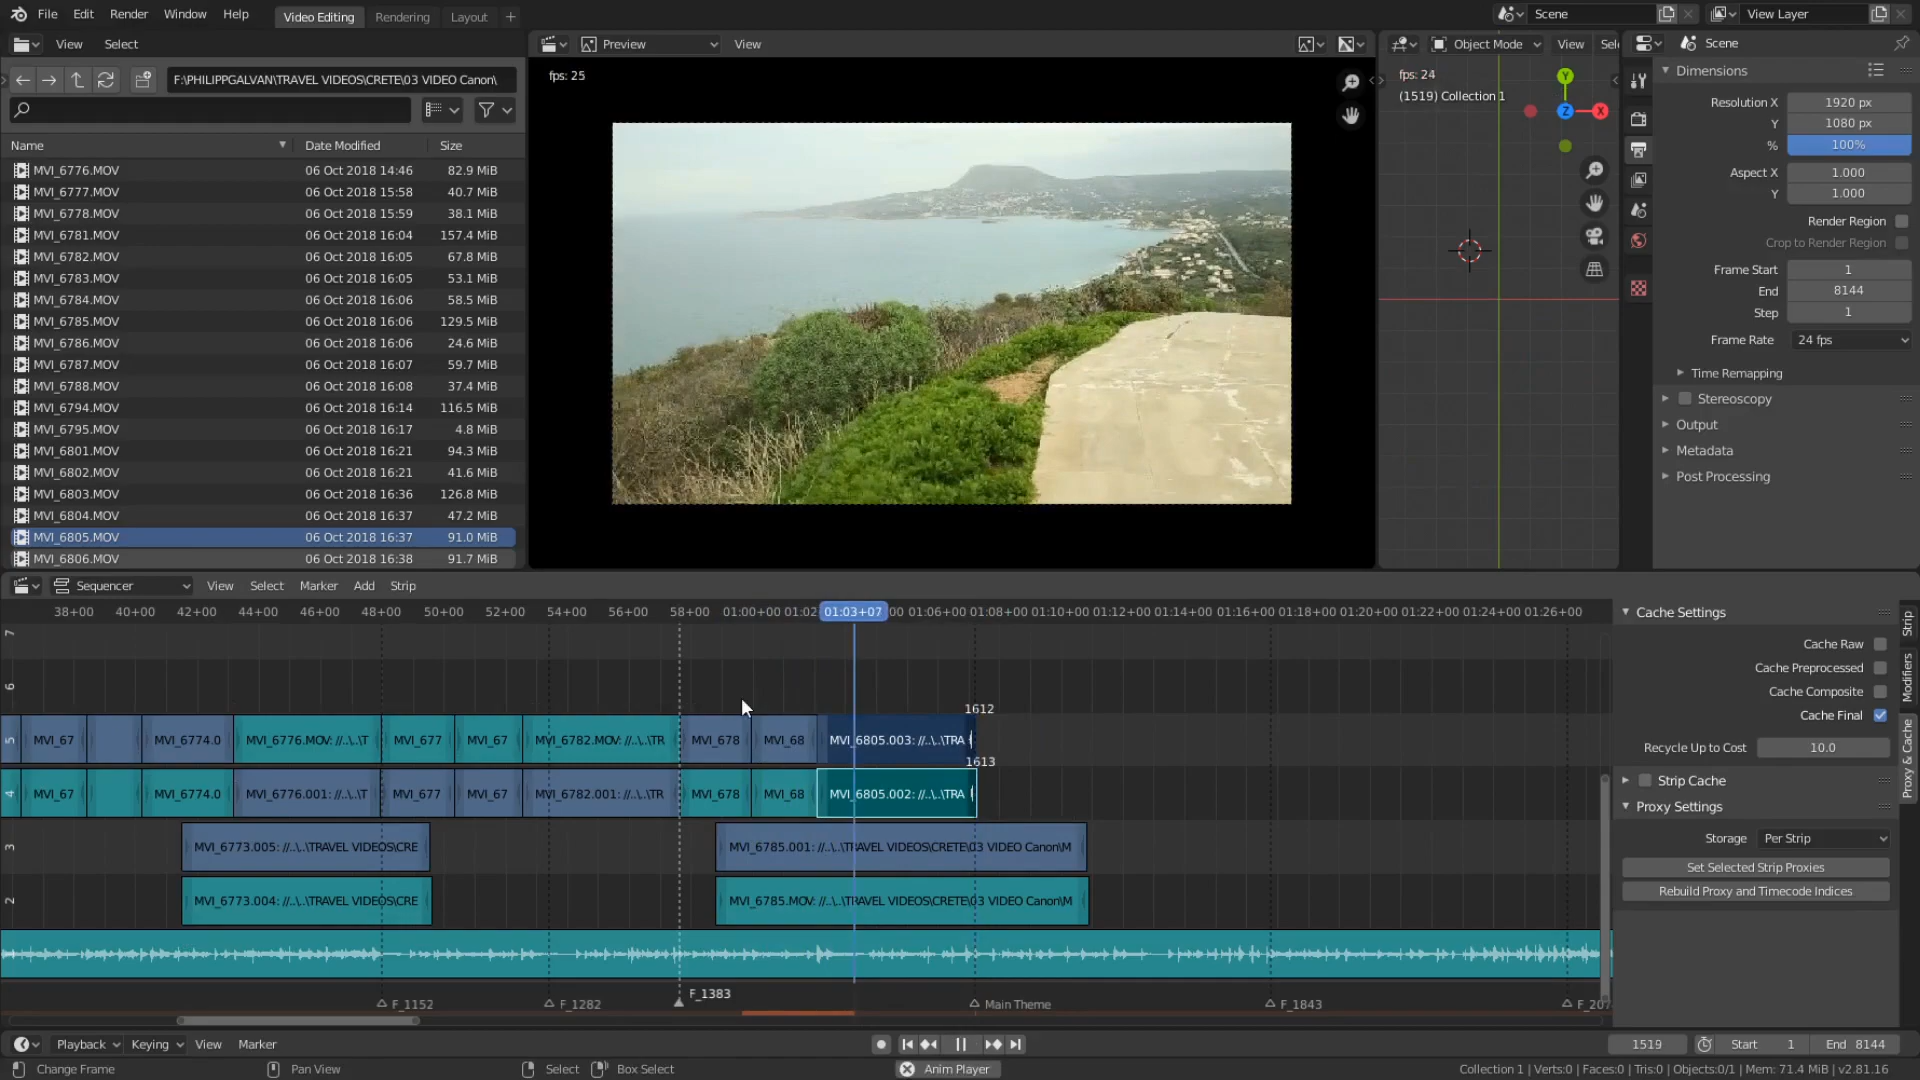 File Edit Render Window Help Video Editing Rendering Layout + Scene View Layer
View Select
F:\PHILIPPGALVAN\TRAVEL VIDEOS\CRETE\03 VIDEO Canon\
Name Date Modified Size
MVI_6776.MOV 06 Oct 2018 14:46 82.9 MiB
MVI_6777.MOV 06 Oct 2018 15:58 40.7 MiB
MVI_6778.MOV 06 Oct 2018 15:59 38.1 MiB
MVI_6781.MOV 06 Oct 2018 16:04 157.4 MiB
MVI_6782.MOV 06 Oct 2018 16:05 67.8 MiB
MVI_6783.MOV 06 Oct 2018 16:05 53.1 MiB
MVI_6784.MOV 06 Oct 2018 16:06 58.5 MiB
MVI_6785.MOV 06 Oct 2018 16:06 129.5 MiB
MVI_6786.MOV 06 Oct 2018 16:06 24.6 MiB
MVI_6787.MOV 06 Oct 2018 16:07 59.7 MiB
MVI_6788.MOV 06 Oct 2018 16:08 37.4 MiB
MVI_6794.MOV 06 Oct 2018 16:14 116.5 MiB
MVI_6795.MOV 06 Oct 2018 16:17 4.8 MiB
MVI_6801.MOV 06 Oct 2018 16:21 94.3 MiB
MVI_6802.MOV 06 Oct 2018 16:21 41.6 MiB
MVI_6803.MOV 06 Oct 2018 16:36 126.8 MiB
MVI_6804.MOV 06 Oct 2018 16:37 47.2 MiB
MVI_6805.MOV 06 Oct 2018 16:37 91.0 MiB
MVI_6806.MOV 06 Oct 2018 16:38 91.7 MiB
Preview View
fps: 25
Object Mode View Sel
fps: 24
(1519) Collection 1
Y
Z X
Scene
Dimensions
Resolution X 1920 px
Y 1080 px
% 100%
Aspect X 1.000
Y 1.000
Render Region
Crop to Render Region
Frame Start 1
End 8144
Step 1
Frame Rate 24 fps
Time Remapping
Stereoscopy
Output
Metadata
Post Processing
Sequencer View Select Marker Add Strip
38+00 40+00 42+00 44+00 46+00 48+00 50+00 52+00 54+00 56+00 58+00 01:00+00 01:02 01:03+07 00 01:06+00 01:08+00 01:10+00 01:12+00 01:14+00 01:16+00 01:18+00 01:20+00 01:22+00 01:24+00 01:26+00
7
6
1612
5 MVI_67 MVI_6774.0 MVI_6776.MOV: //..\..\T MVI_677 MVI_67 MVI_6782.MOV: //..\..\TR MVI_678 MVI_68 MVI_6805.003: //..\..\TRA
1613
4 MVI_67 MVI_6774.0 MVI_6776.001: //..\..\T MVI_677 MVI_67 MVI_6782.001: //..\..\TR MVI_678 MVI_68 MVI_6805.002: //..\..\TRA
3 MVI_6773.005: //..\..\TRAVEL VIDEOS\CRE MVI_6785.001: //..\..\TRAVEL VIDEOS\CRETE\03 VIDEO Canon\M
2 MVI_6773.004: //..\..\TRAVEL VIDEOS\CRE MVI_6785.MOV: //..\..\TRAVEL VIDEOS\CRETE\03 VIDEO Canon\M
F_1152 F_1282 F_1383 Main Theme F_1843 F_207
Cache Settings
Cache Raw
Cache Preprocessed
Cache Composite
Cache Final
Recycle Up to Cost 10.0
Strip Cache
Proxy Settings
Storage Per Strip
Set Selected Strip Proxies
Rebuild Proxy and Timecode Indices
Strip
Modifiers
Proxy & Cache
Playback Keying View Marker 1519 Start 1 End 8144
Change Frame Pan View Select Box Select Anim Player Collection 1 | Verts:0 | Faces:0 | Tris:0 | Objects:0/1 | Mem: 71.4 MiB | v2.81.16